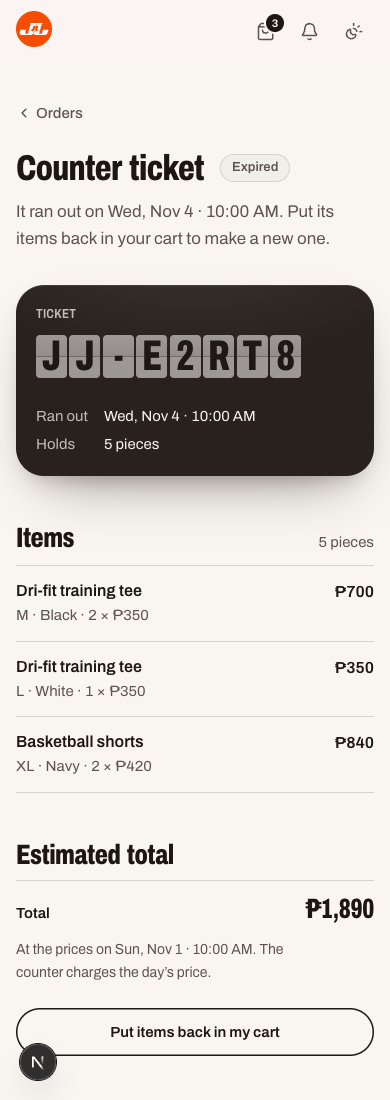 JJ
3
Orders
Counter ticket
Expired
It ran out on Wed, Nov 4 · 10:00 AM. Put its
items back in your cart to make a new one.
TICKET
JJ-E2RT8
Ran out Wed, Nov 4 · 10:00 AM
Holds 5 pieces
Items 5 pieces
Dri-fit training tee ₱700
M · Black · 2 × ₱350
Dri-fit training tee ₱350
L · White · 1 × ₱350
Basketball shorts ₱840
XL · Navy · 2 × ₱420
Estimated total
Total ₱1,890
At the prices on Sun, Nov 1 · 10:00 AM. The
counter charges the day’s price.
Put items back in my cart
N